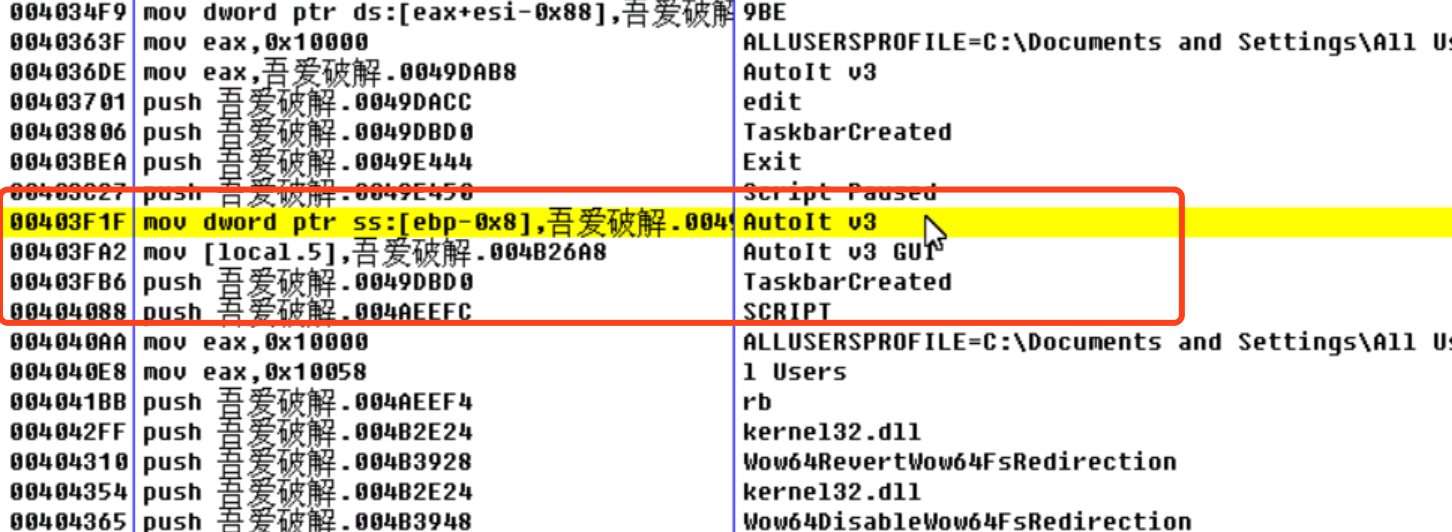 004034F9 mov dword ptr ds:[eax+esi-0x88],吾爱破解 9BE
0040363F mov eax,0x10000 ALLUSERSPROFILE=C:\Documents and Settings\All Us
004036DE mov eax,吾爱破解.0049DAB8 AutoIt v3
00403701 push 吾爱破解.0049DACC edit
00403806 push 吾爱破解.0049DBD0 TaskbarCreated
00403BEA push 吾爱破解.0049E444 Exit
00403C27 push 吾爱破解.0049E450 Script Paused
00403F1F mov dword ptr ss:[ebp-0x8],吾爱破解.0049 AutoIt v3
00403FA2 mov [local.5],吾爱破解.004B26A8 AutoIt v3 GUI
00403FB6 push 吾爱破解.0049DBD0 TaskbarCreated
00404088 push 吾爱破解.004AEEFC SCRIPT
004040AA mov eax,0x10000 ALLUSERSPROFILE=C:\Documents and Settings\All Us
004040E8 mov eax,0x10058 l Users
004041BB push 吾爱破解.004AEEF4 rb
004042FF push 吾爱破解.004B2E24 kernel32.dll
00404310 push 吾爱破解.004B3928 Wow64RevertWow64FsRedirection
00404354 push 吾爱破解.004B2E24 kernel32.dll
00404365 push 吾爱破解.004B3948 Wow64DisableWow64FsRedirection